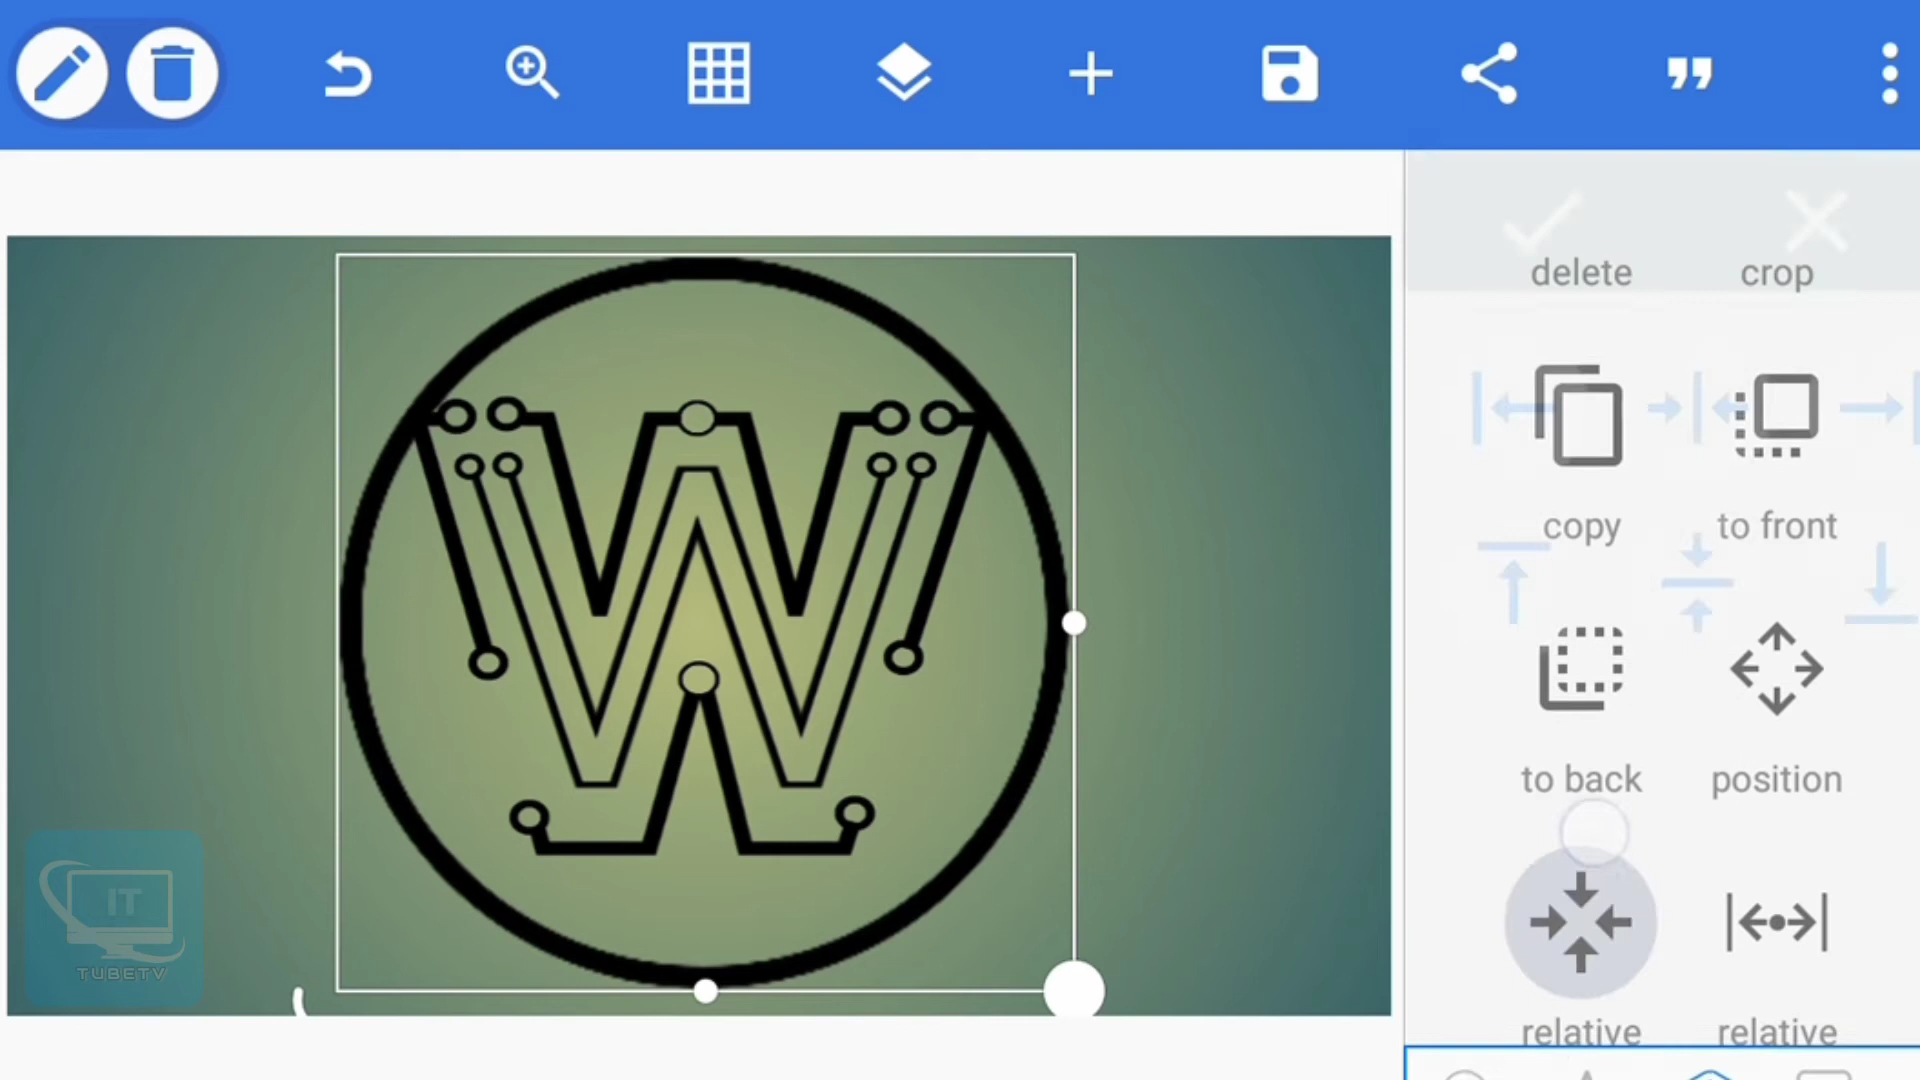 delete crop
copy to front
to back position
relative relative
W
IT
TUBETV